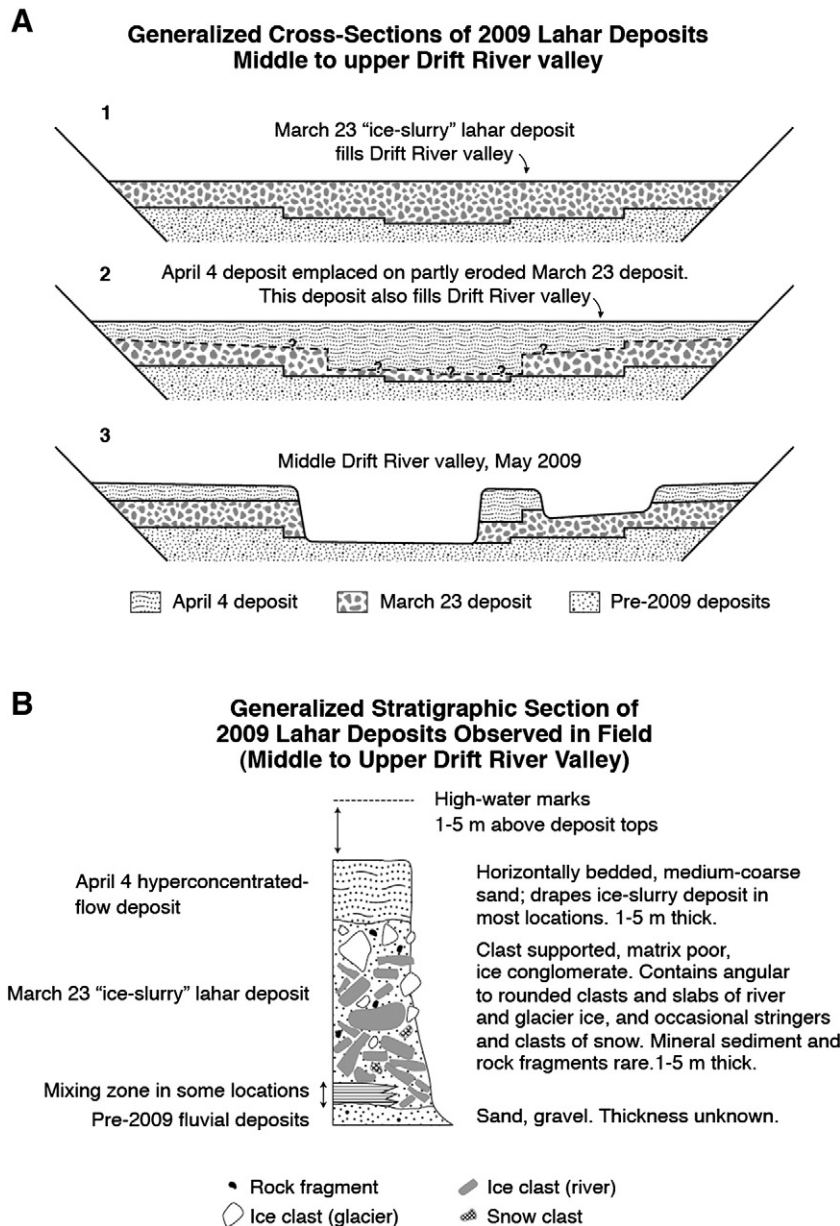 A
Generalized Cross-Sections of 2009 Lahar Deposits
Middle to upper Drift River valley
1
March 23 “ice-slurry” lahar deposit
fills Drift River valley
2
April 4 deposit emplaced on partly eroded March 23 deposit.
This deposit also fills Drift River valley
? ? ? ? ?
3
Middle Drift River valley, May 2009
April 4 deposit
March 23 deposit
Pre-2009 deposits
B
Generalized Stratigraphic Section of
2009 Lahar Deposits Observed in Field
(Middle to Upper Drift River Valley)
High-water marks
1-5 m above deposit tops
April 4 hyperconcentrated-
flow deposit
Horizontally bedded, medium-coarse
sand; drapes ice-slurry deposit in
most locations. 1-5 m thick.
March 23 “ice-slurry” lahar deposit
Clast supported, matrix poor,
ice conglomerate. Contains angular
to rounded clasts and slabs of river
and glacier ice, and occasional stringers
and clasts of snow. Mineral sediment and
rock fragments rare.1-5 m thick.
Mixing zone in some locations
Pre-2009 fluvial deposits
Sand, gravel. Thickness unknown.
Rock fragment
Ice clast (river)
Ice clast (glacier)
Snow clast